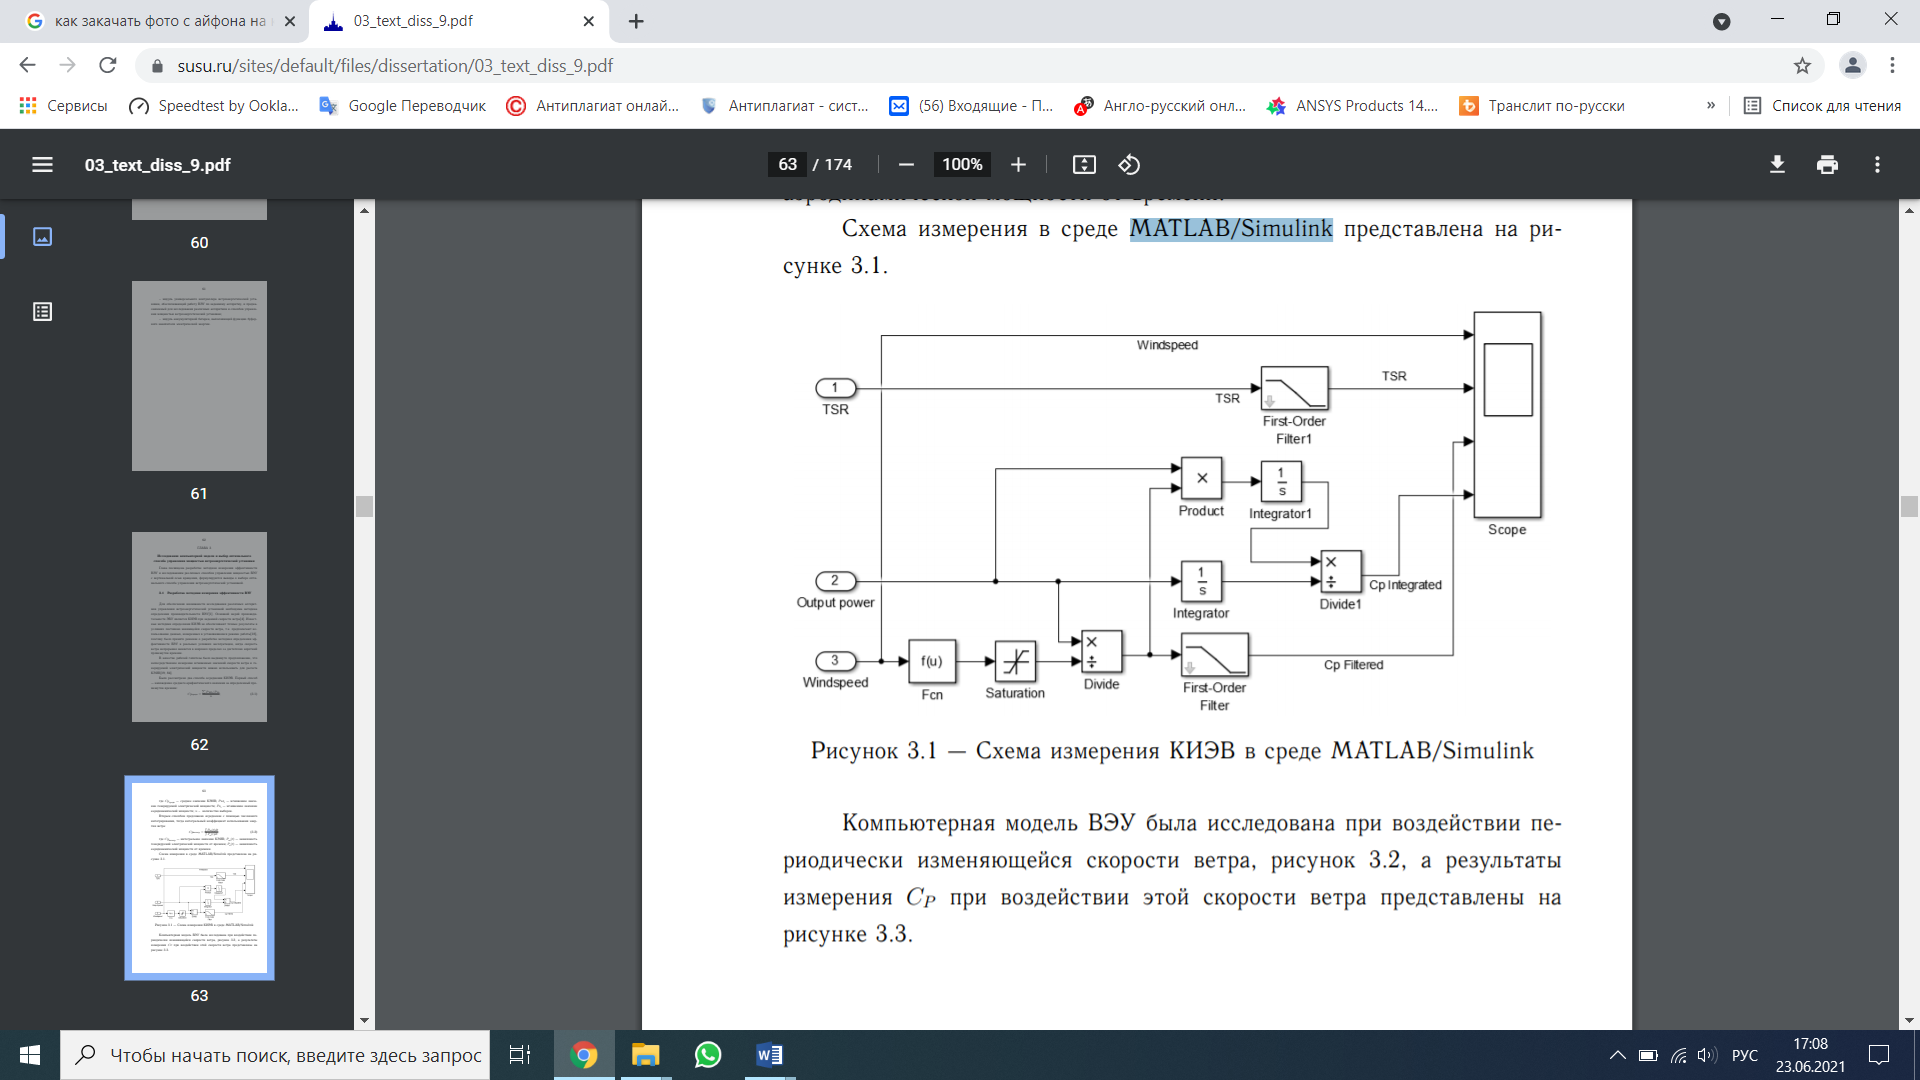 как закачать фото с айфона на
03_text_diss_9.pdf
susu.ru/sites/default/files/dissertation/03_text_diss_9.pdf
Сервисы
Speedtest by Ookla...
Google Переводчик
Антиплагиат онлай...
Антиплагиат - сист...
(56) Входящие - П...
Англо-русский онл...
ANSYS Products 14....
Транслит по-русски
»
Список для чтения
03_text_diss_9.pdf
63 / 174
100%
60
61
62
63
Схема измерения в среде MATLAB/Simulink представлена на ри-
сунке 3.1.
Windspeed
1
TSR
TSR
First-Order
Filter1
TSR
×
Product
1
s
Integrator1
Scope
2
Output power
1
s
Integrator
×
÷
Divide1
Cp Integrated
3
Windspeed
f(u)
Fcn
Saturation
×
÷
Divide
First-Order
Filter
Cp Filtered
Рисунок 3.1 — Схема измерения КИЭВ в среде MATLAB/Simulink
Компьютерная модель ВЭУ была исследована при воздействии пе-
риодически изменяющейся скорости ветра, рисунок 3.2, а результаты
измерения C_P при воздействии этой скорости ветра представлены на
рисунке 3.3.
Чтобы начать поиск, введите здесь запрос
РУС
17:08
23.06.2021